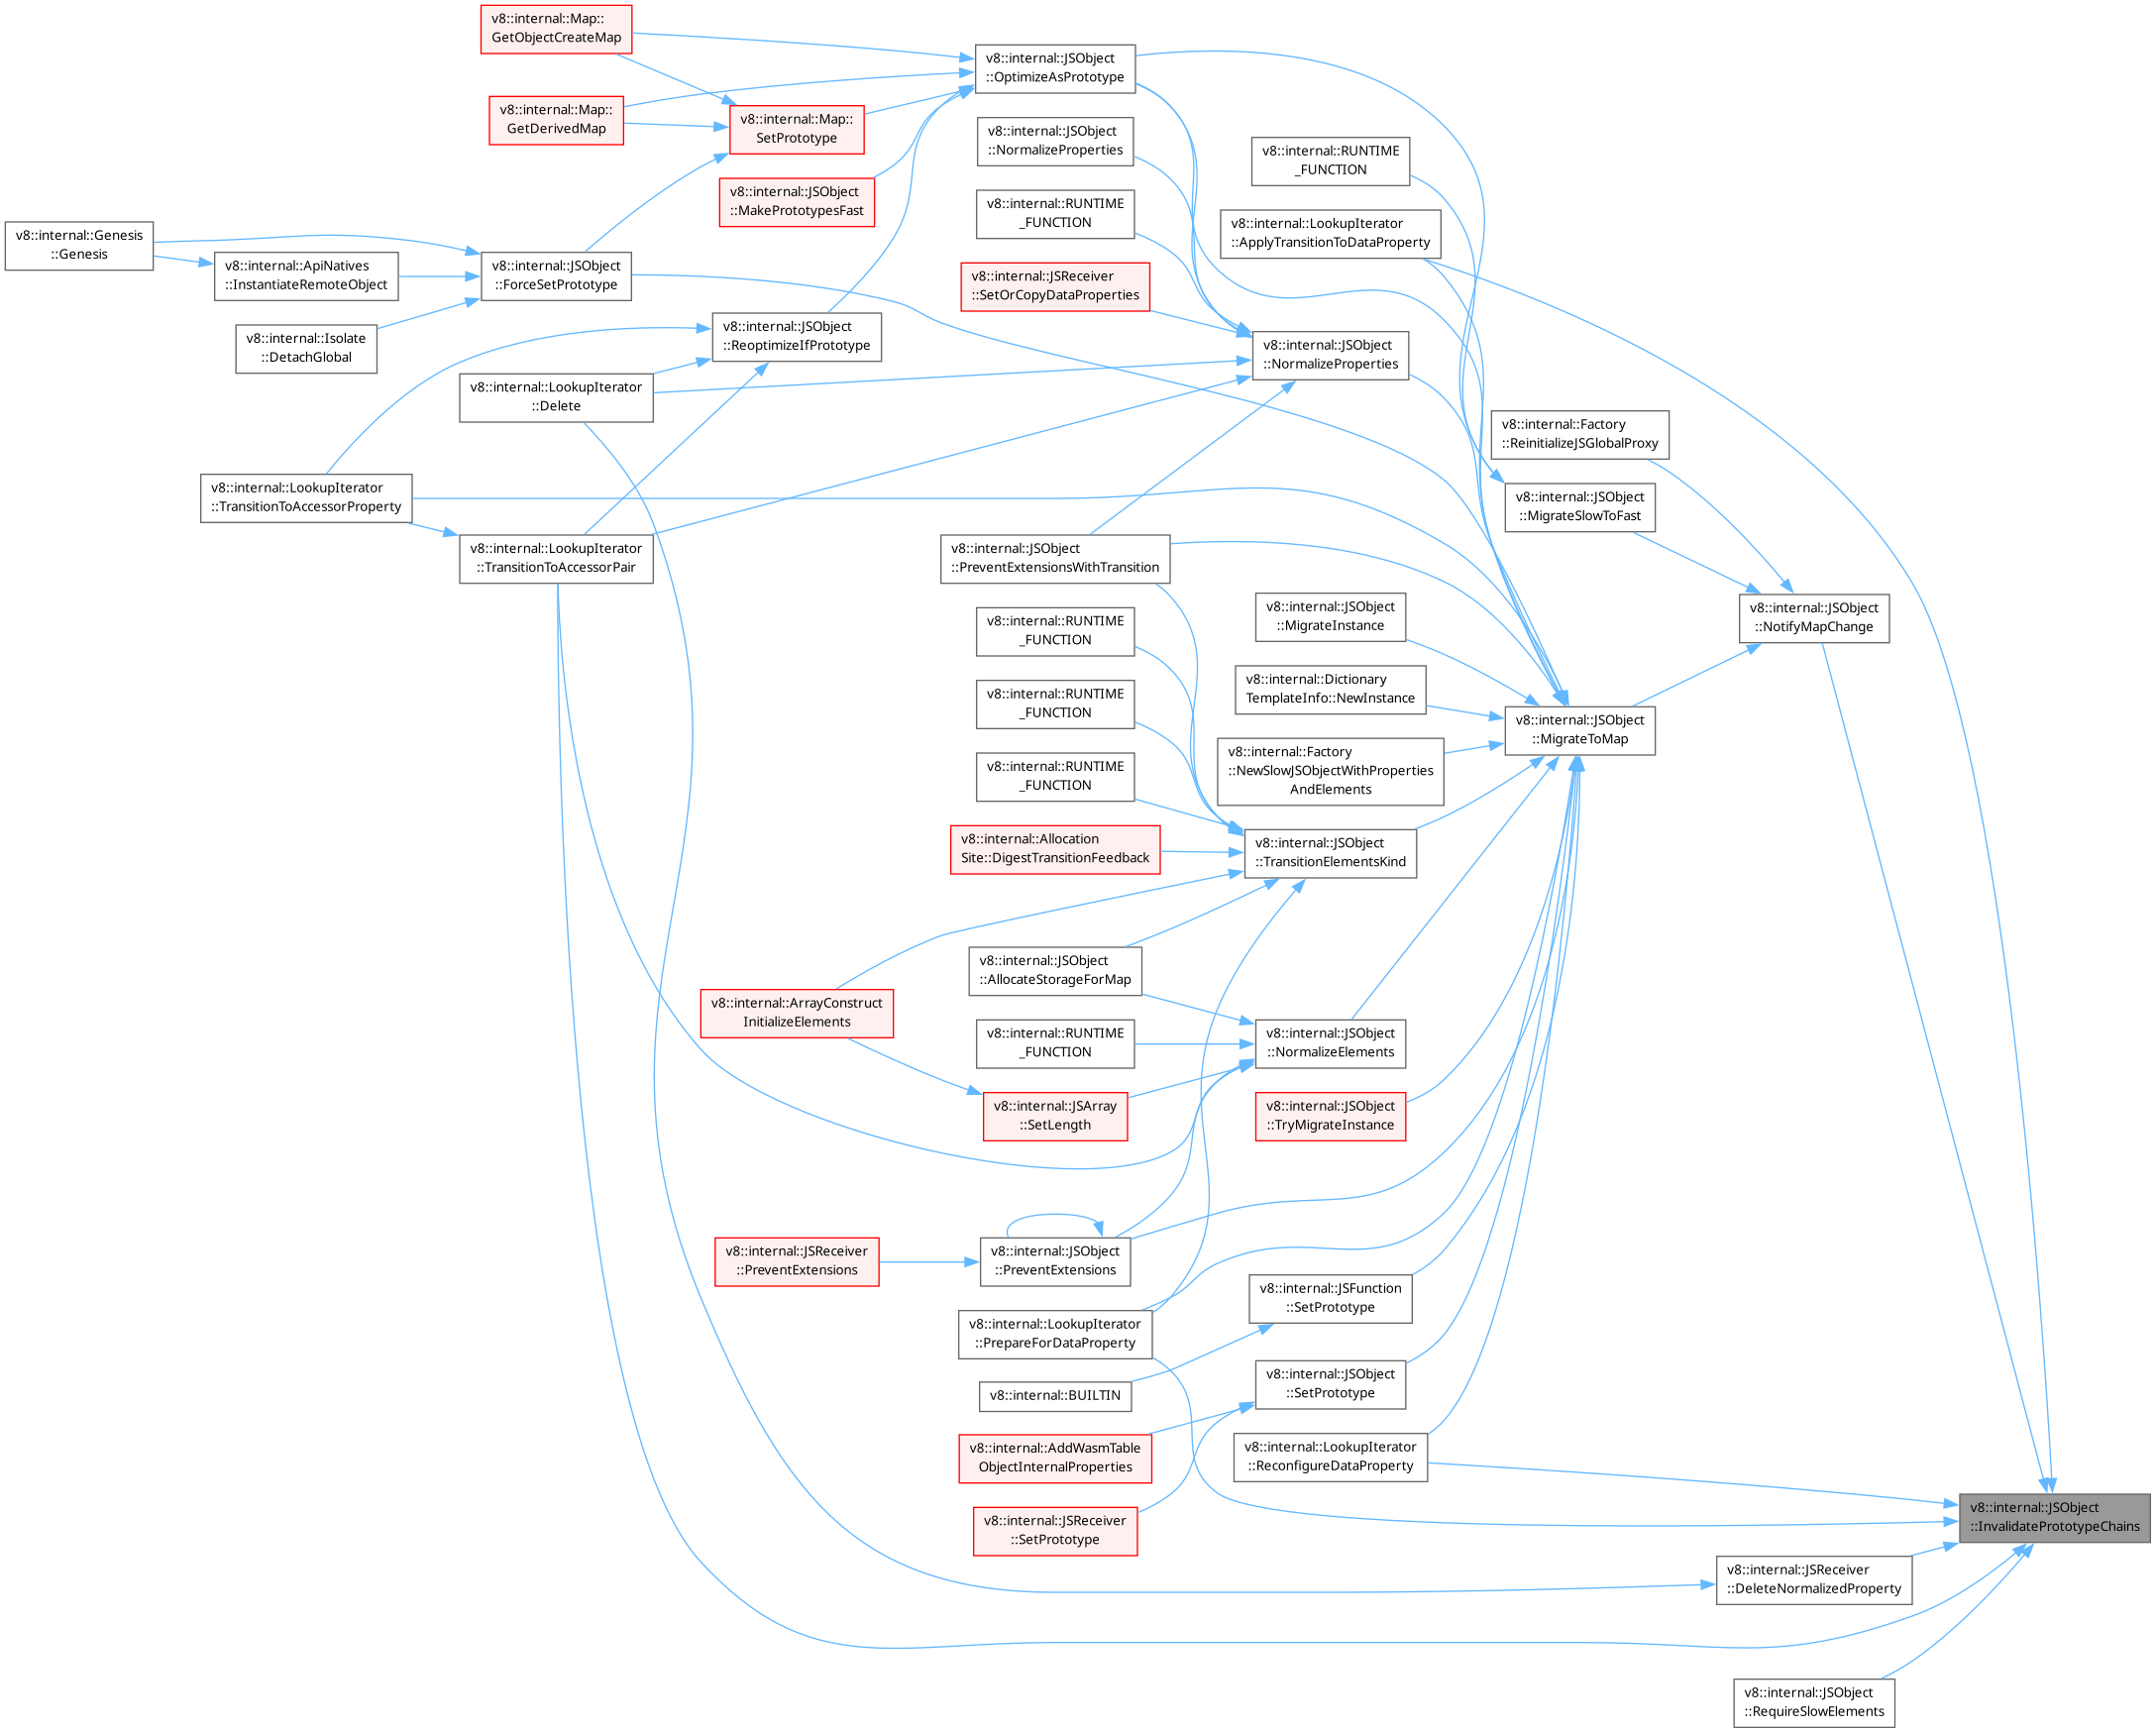 v8::internal::Map::
GetObjectCreateMap
v8::internal::JSObject
::OptimizeAsPrototype
v8::internal::Map::
GetDerivedMap
v8::internal::Map::
SetPrototype
v8::internal::JSObject
::NormalizeProperties
v8::internal::RUNTIME
_FUNCTION
v8::internal::JSObject
::MakePrototypesFast
v8::internal::RUNTIME
_FUNCTION
v8::internal::LookupIterator
::ApplyTransitionToDataProperty
v8::internal::Genesis
::Genesis
v8::internal::ApiNatives
::InstantiateRemoteObject
v8::internal::JSObject
::ForceSetPrototype
v8::internal::JSReceiver
::SetOrCopyDataProperties
v8::internal::Isolate
::DetachGlobal
v8::internal::JSObject
::ReoptimizeIfPrototype
v8::internal::JSObject
::NormalizeProperties
v8::internal::LookupIterator
::Delete
v8::internal::Factory
::ReinitializeJSGlobalProxy
v8::internal::LookupIterator
::TransitionToAccessorProperty
v8::internal::JSObject
::MigrateSlowToFast
v8::internal::LookupIterator
::TransitionToAccessorPair
v8::internal::JSObject
::PreventExtensionsWithTransition
v8::internal::JSObject
::MigrateInstance
v8::internal::JSObject
::NotifyMapChange
v8::internal::RUNTIME
_FUNCTION
v8::internal::Dictionary
TemplateInfo::NewInstance
v8::internal::RUNTIME
_FUNCTION
v8::internal::JSObject
::MigrateToMap
v8::internal::Factory
::NewSlowJSObjectWithProperties
AndElements
v8::internal::RUNTIME
_FUNCTION
v8::internal::Allocation
Site::DigestTransitionFeedback
v8::internal::JSObject
::TransitionElementsKind
v8::internal::JSObject
::AllocateStorageForMap
v8::internal::ArrayConstruct
InitializeElements
v8::internal::RUNTIME
_FUNCTION
v8::internal::JSObject
::NormalizeElements
v8::internal::JSArray
::SetLength
v8::internal::JSObject
::TryMigrateInstance
v8::internal::JSReceiver
::PreventExtensions
v8::internal::JSObject
::PreventExtensions
v8::internal::JSFunction
::SetPrototype
v8::internal::LookupIterator
::PrepareForDataProperty
v8::internal::BUILTIN
v8::internal::JSObject
::SetPrototype
v8::internal::AddWasmTable
ObjectInternalProperties
v8::internal::LookupIterator
::ReconfigureDataProperty
v8::internal::JSReceiver
::SetPrototype
v8::internal::JSObject
::InvalidatePrototypeChains
v8::internal::JSReceiver
::DeleteNormalizedProperty
v8::internal::JSObject
::RequireSlowElements